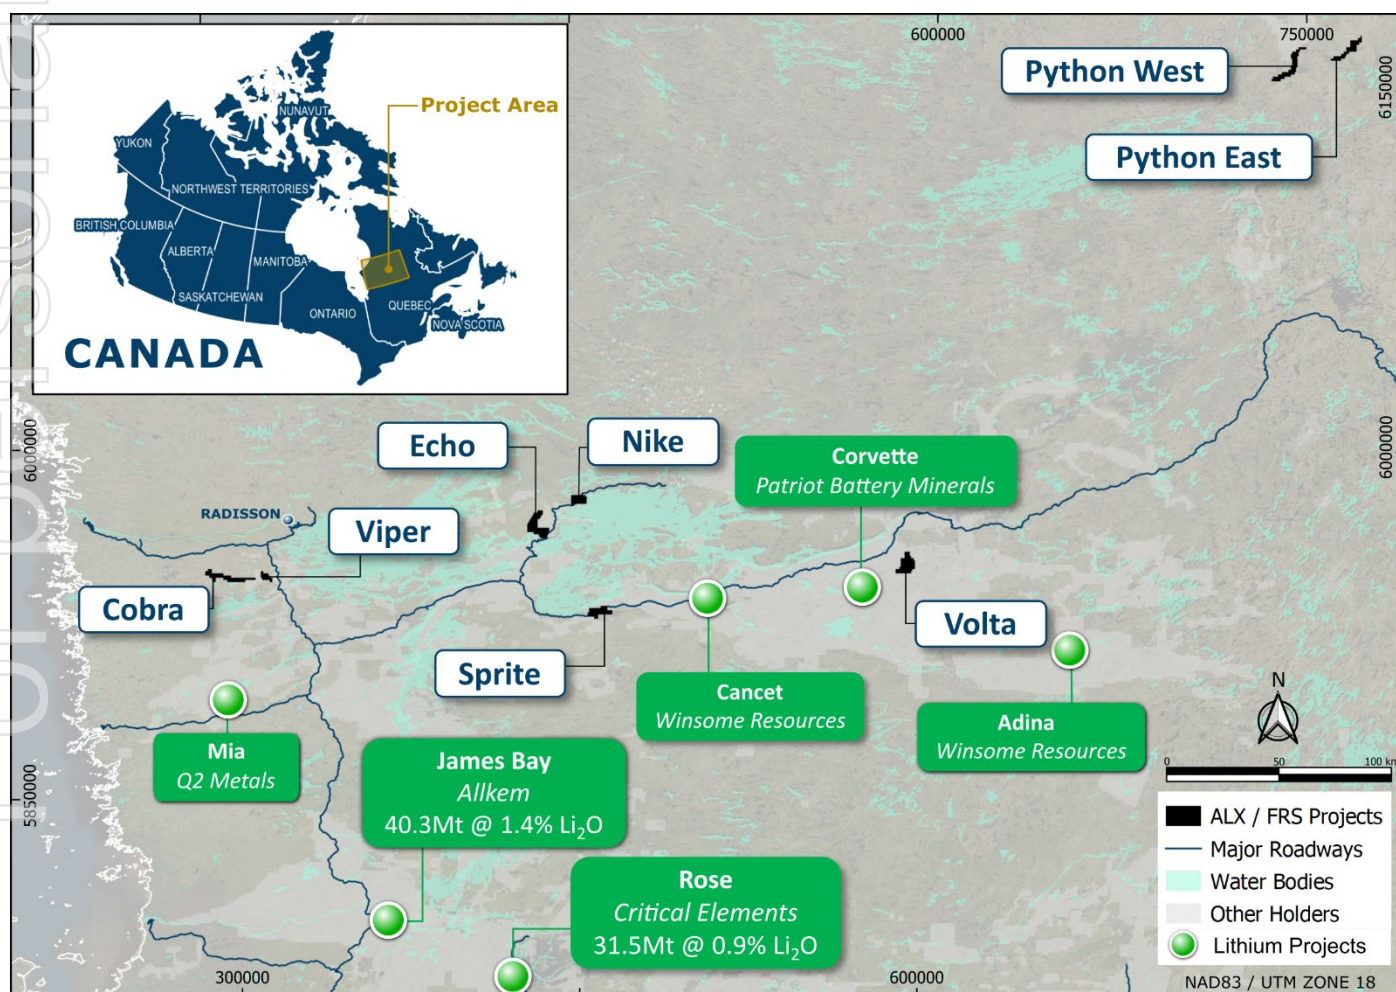 600000
750000
6150000
Python West
Python East
Project Area
NUNAVUT
YUKON
NORTHWEST TERRITORIES
BRITISH COLUMBIA
ALBERTA
MANITOBA
SASKATCHEWAN
ONTARIO
QUEBEC
NOVA SCOTIA
CANADA
6000000
6000000
Echo
Nike
Corvette
Patriot Battery Minerals
RADISSON
Viper
Cobra
Volta
Sprite
Cancet
Winsome Resources
Adina
Winsome Resources
Mia
Q2 Metals
James Bay
Allkem
40.3Mt @ 1.4% Li₂O
Rose
Critical Elements
31.5Mt @ 0.9% Li₂O
5850000
N
0
50
100 km
ALX / FRS Projects
Major Roadways
Water Bodies
Other Holders
Lithium Projects
300000
600000
NAD83 / UTM ZONE 18